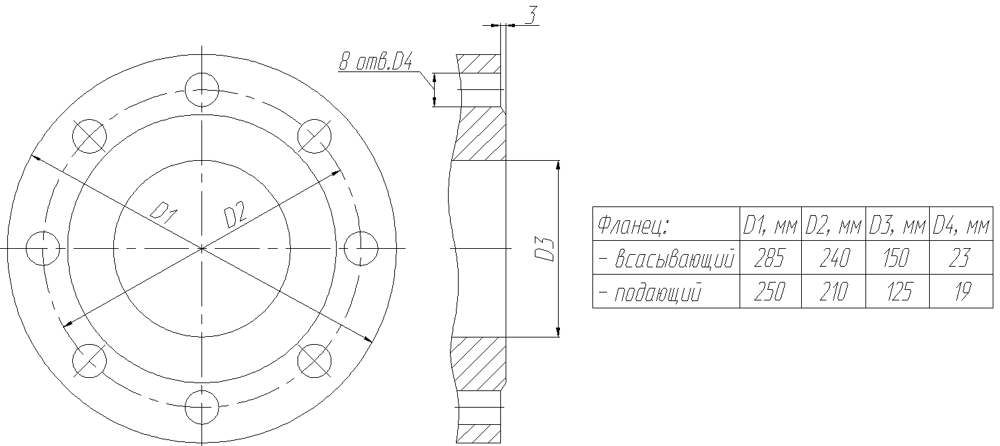 3
8 отв.D4
D1
D2
D3
Фланец: D1, мм D2, мм D3, мм D4, мм
- всасывающий 285 240 150 23
- подающий 250 210 125 19